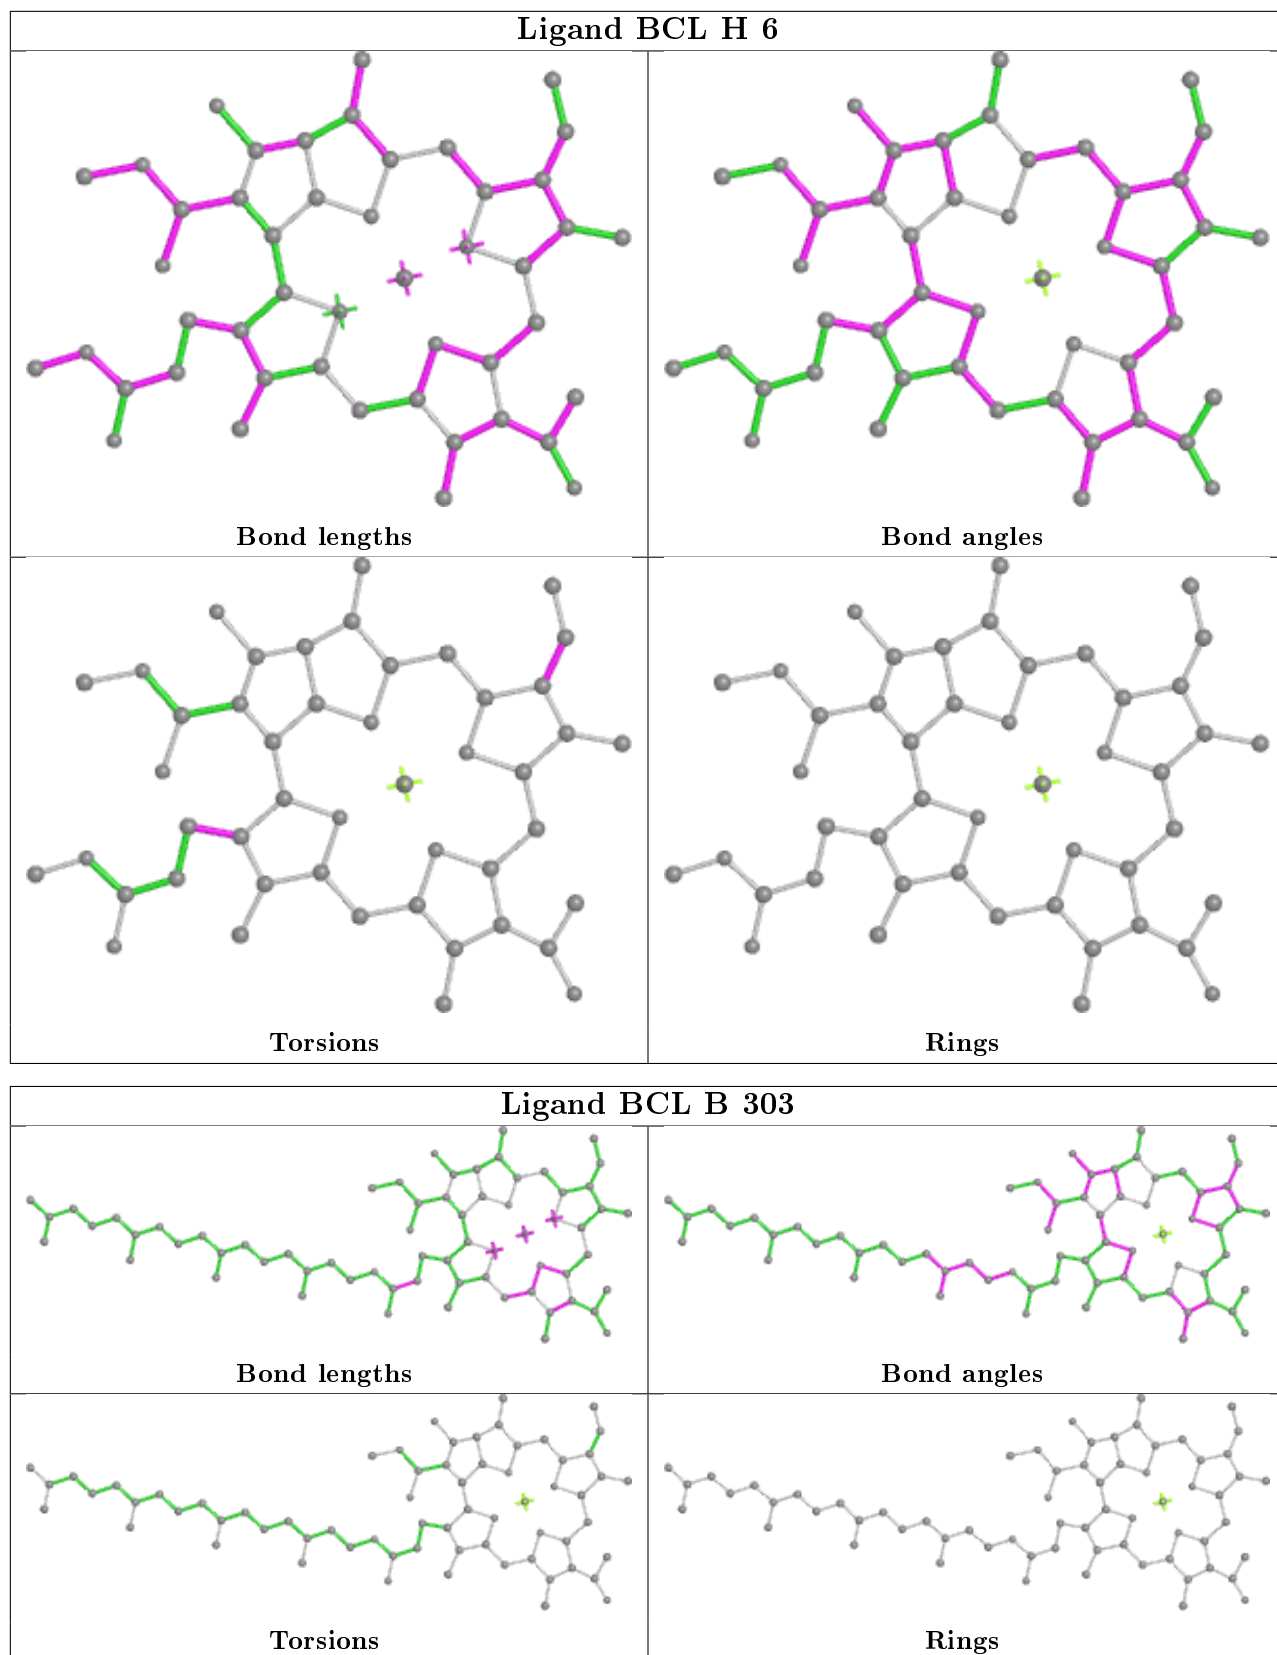 Ligand BCL H 6
Bond lengths
Bond angles
Torsions
Rings
Ligand BCL B 303
Bond lengths
Bond angles
Torsions
Rings